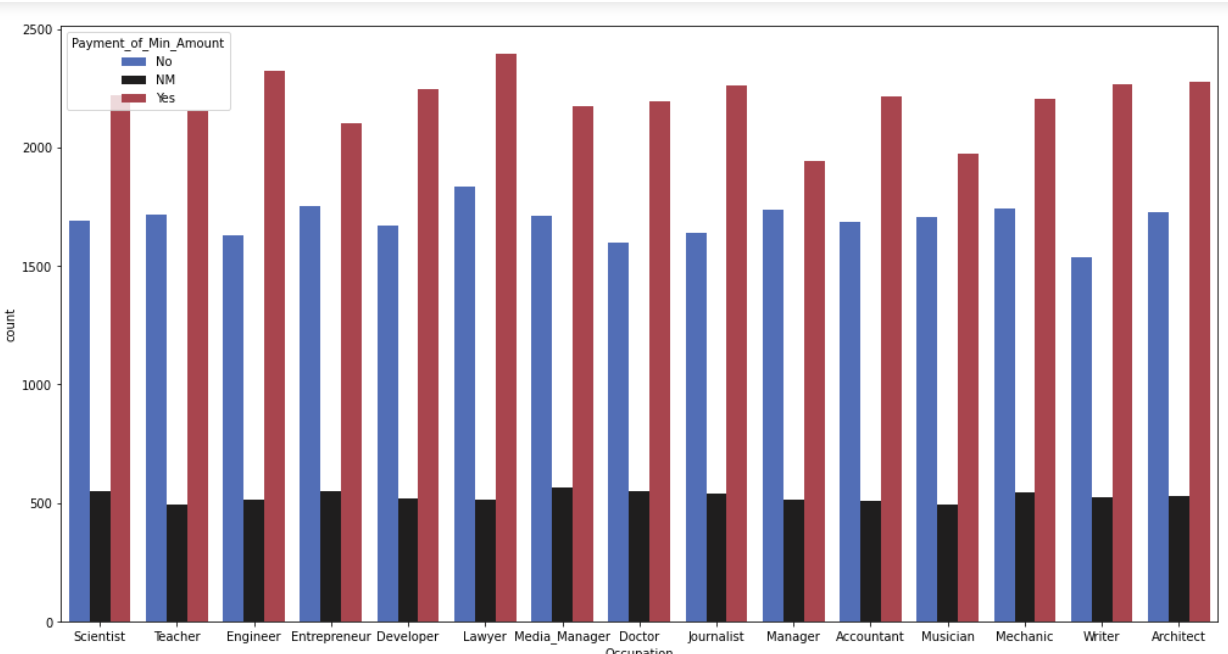 2500
Payment_of_Min_Amount
No
NM
Yes
2000
1500
count
1000
500
0
Scientist Teacher Engineer Entrepreneur Developer Lawyer Media_Manager Doctor Journalist Manager Accountant Musician Mechanic Writer Architect
Occupation